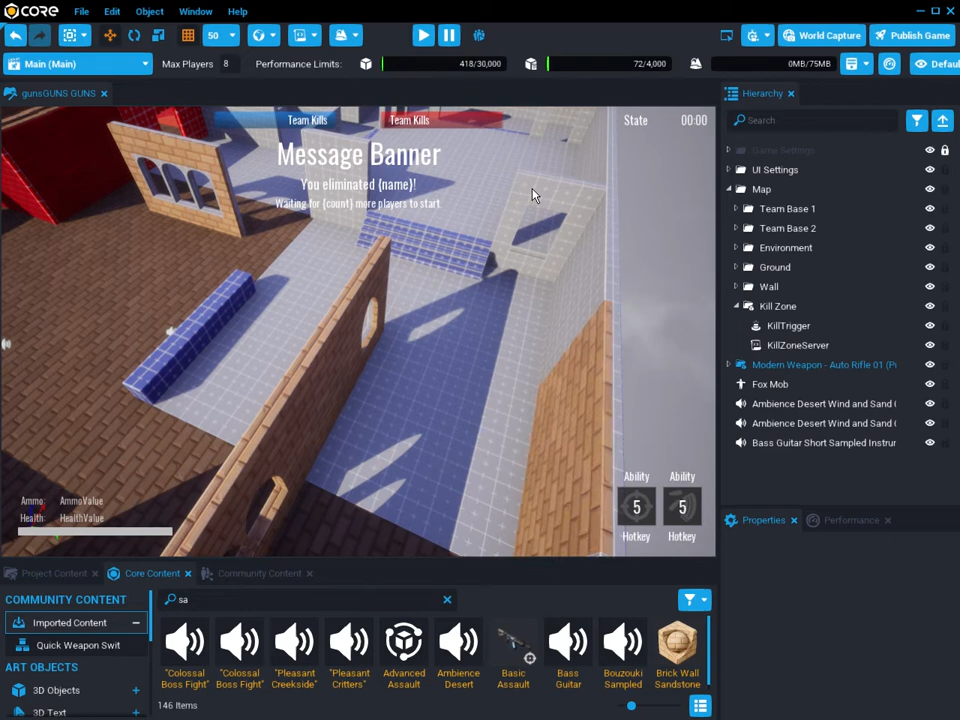 CORE File Edit Object Window Help
50 World Capture Publish Game
Main (Main) Max Players 8 Performance Limits: 418/30,000 72/4,000 0MB/75MB Defaul
gunsGUNS GUNS Hierarchy
Team Kills Team Kills State 00:00
Search
Message Banner
Game Settings
You eliminated {name}!
UI Settings
Waiting for {count} more players to start
Map
Team Base 1
Team Base 2
Environment
Ground
Wall
Kill Zone
KillTrigger
KillZoneServer
Modern Weapon - Auto Rifle 01 (Pi
Fox Mob
Ambience Desert Wind and Sand (
Ambience Desert Wind and Sand (
Bass Guitar Short Sampled Instrur
Ability Ability
Ammo: AmmoValue
5 5
Health: HealthValue
Hotkey Hotkey
Properties Performance
Project Content Core Content Community Content
COMMUNITY CONTENT
sa
Imported Content
Quick Weapon Swit
ART OBJECTS
3D Objects
3D Text
"Colossal Boss Fight"
"Colossal Boss Fight"
"Pleasant Creekside"
"Pleasant Critters"
Advanced Assault
Ambience Desert
Basic Assault
Bass Guitar
Bouzouki Sampled
Brick Wall Sandstone
146 Items